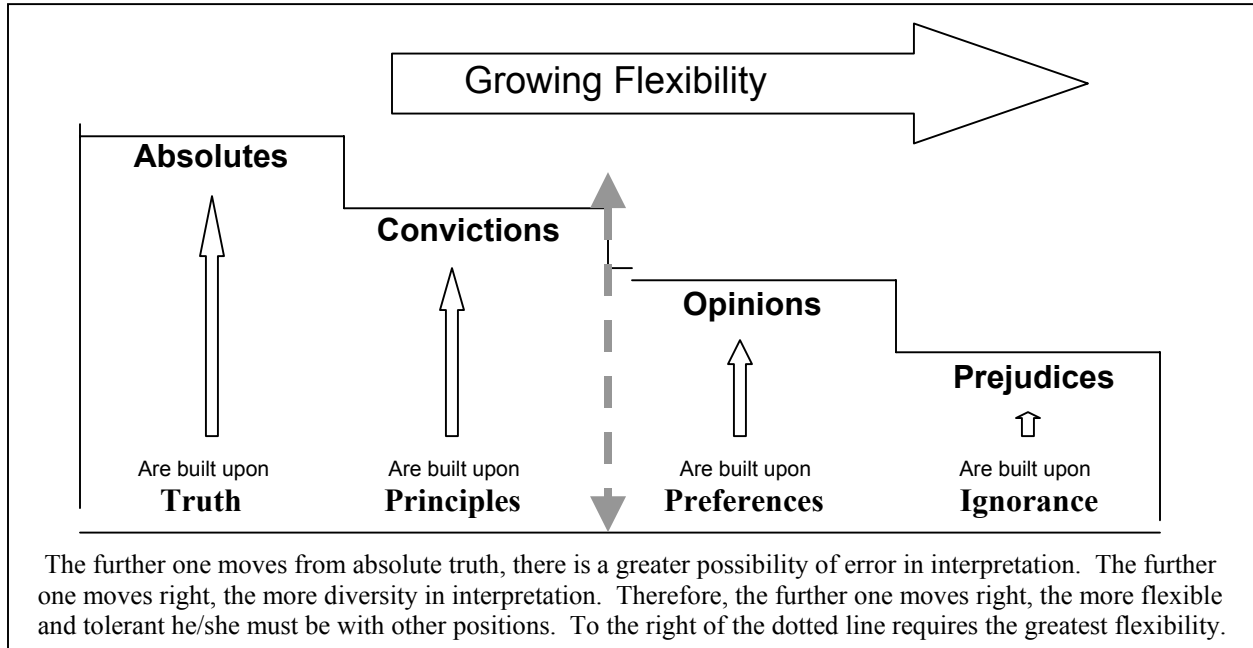 Growing Flexibility
Absolutes
Convictions
Opinions
Prejudices
Are built upon
Truth
Are built upon
Principles
Are built upon
Preferences
Are built upon
Ignorance
The further one moves from absolute truth, there is a greater possibility of error in interpretation. The further
one moves right, the more diversity in interpretation. Therefore, the further one moves right, the more flexible
and tolerant he/she must be with other positions. To the right of the dotted line requires the greatest flexibility.